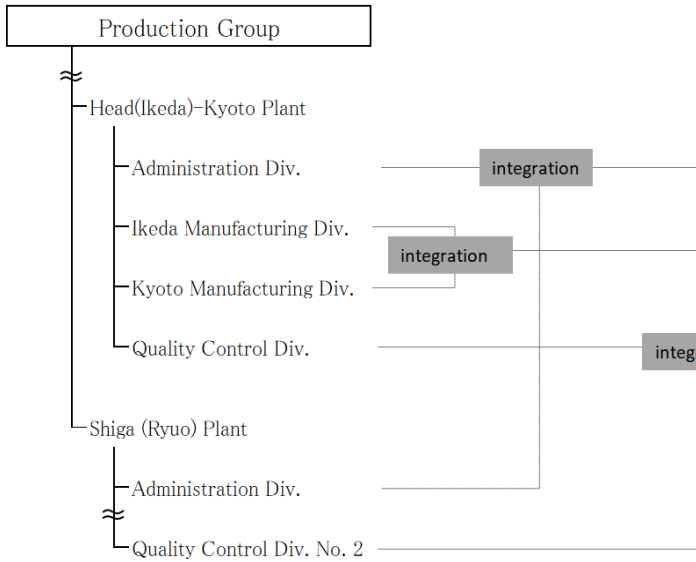 Production Group
Head(Ikeda)-Kyoto Plant
Administration Div.
integration
Ikeda Manufacturing Div.
integration
Kyoto Manufacturing Div.
Quality Control Div.
Shiga (Ryuo) Plant
Administration Div.
Quality Control Div. No. 2